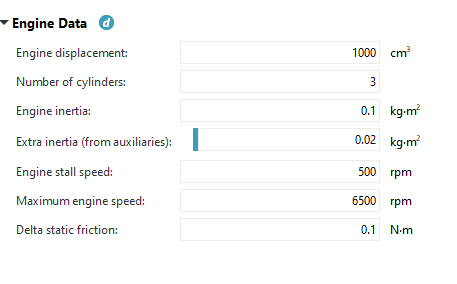 Engine Data d
Engine displacement: 1000 cm³
Number of cylinders: 3
Engine inertia: 0.1 kg·m²
Extra inertia (from auxiliaries): 0.02 kg·m²
Engine stall speed: 500 rpm
Maximum engine speed: 6500 rpm
Delta static friction: 0.1 N·m